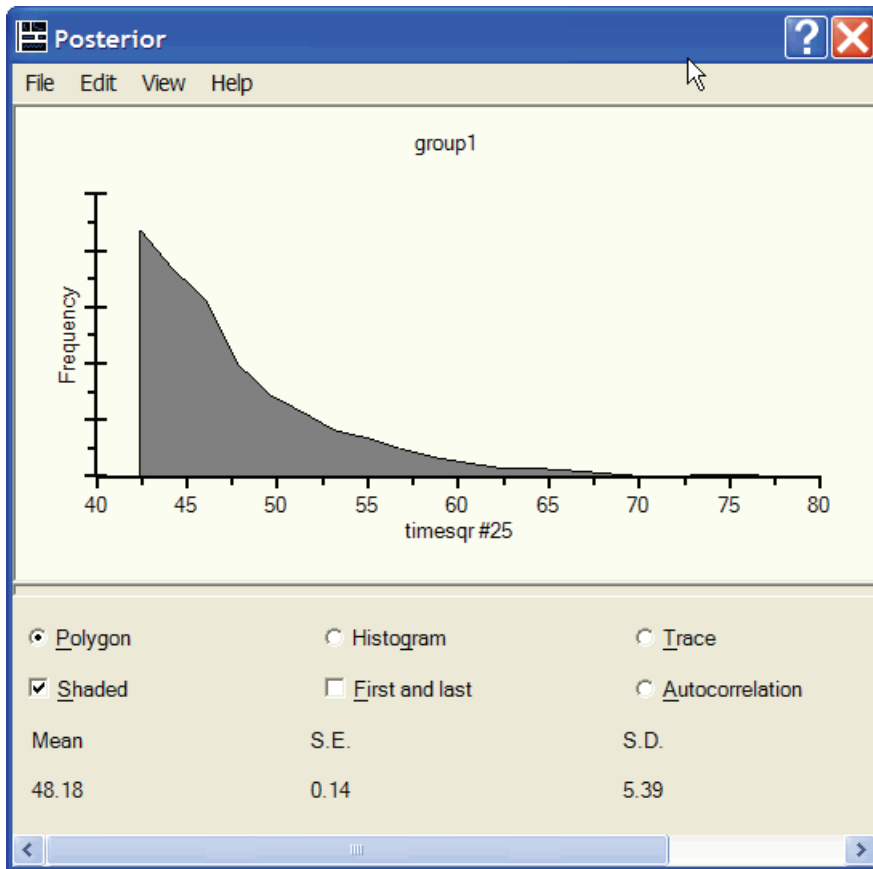 Posterior
File Edit View Help
group1
Frequency
40 45 50 55 60 65 70 75 80
timesqr #25
Polygon Histogram Trace
Shaded First and last Autocorrelation
Mean S.E. S.D.
48.18 0.14 5.39